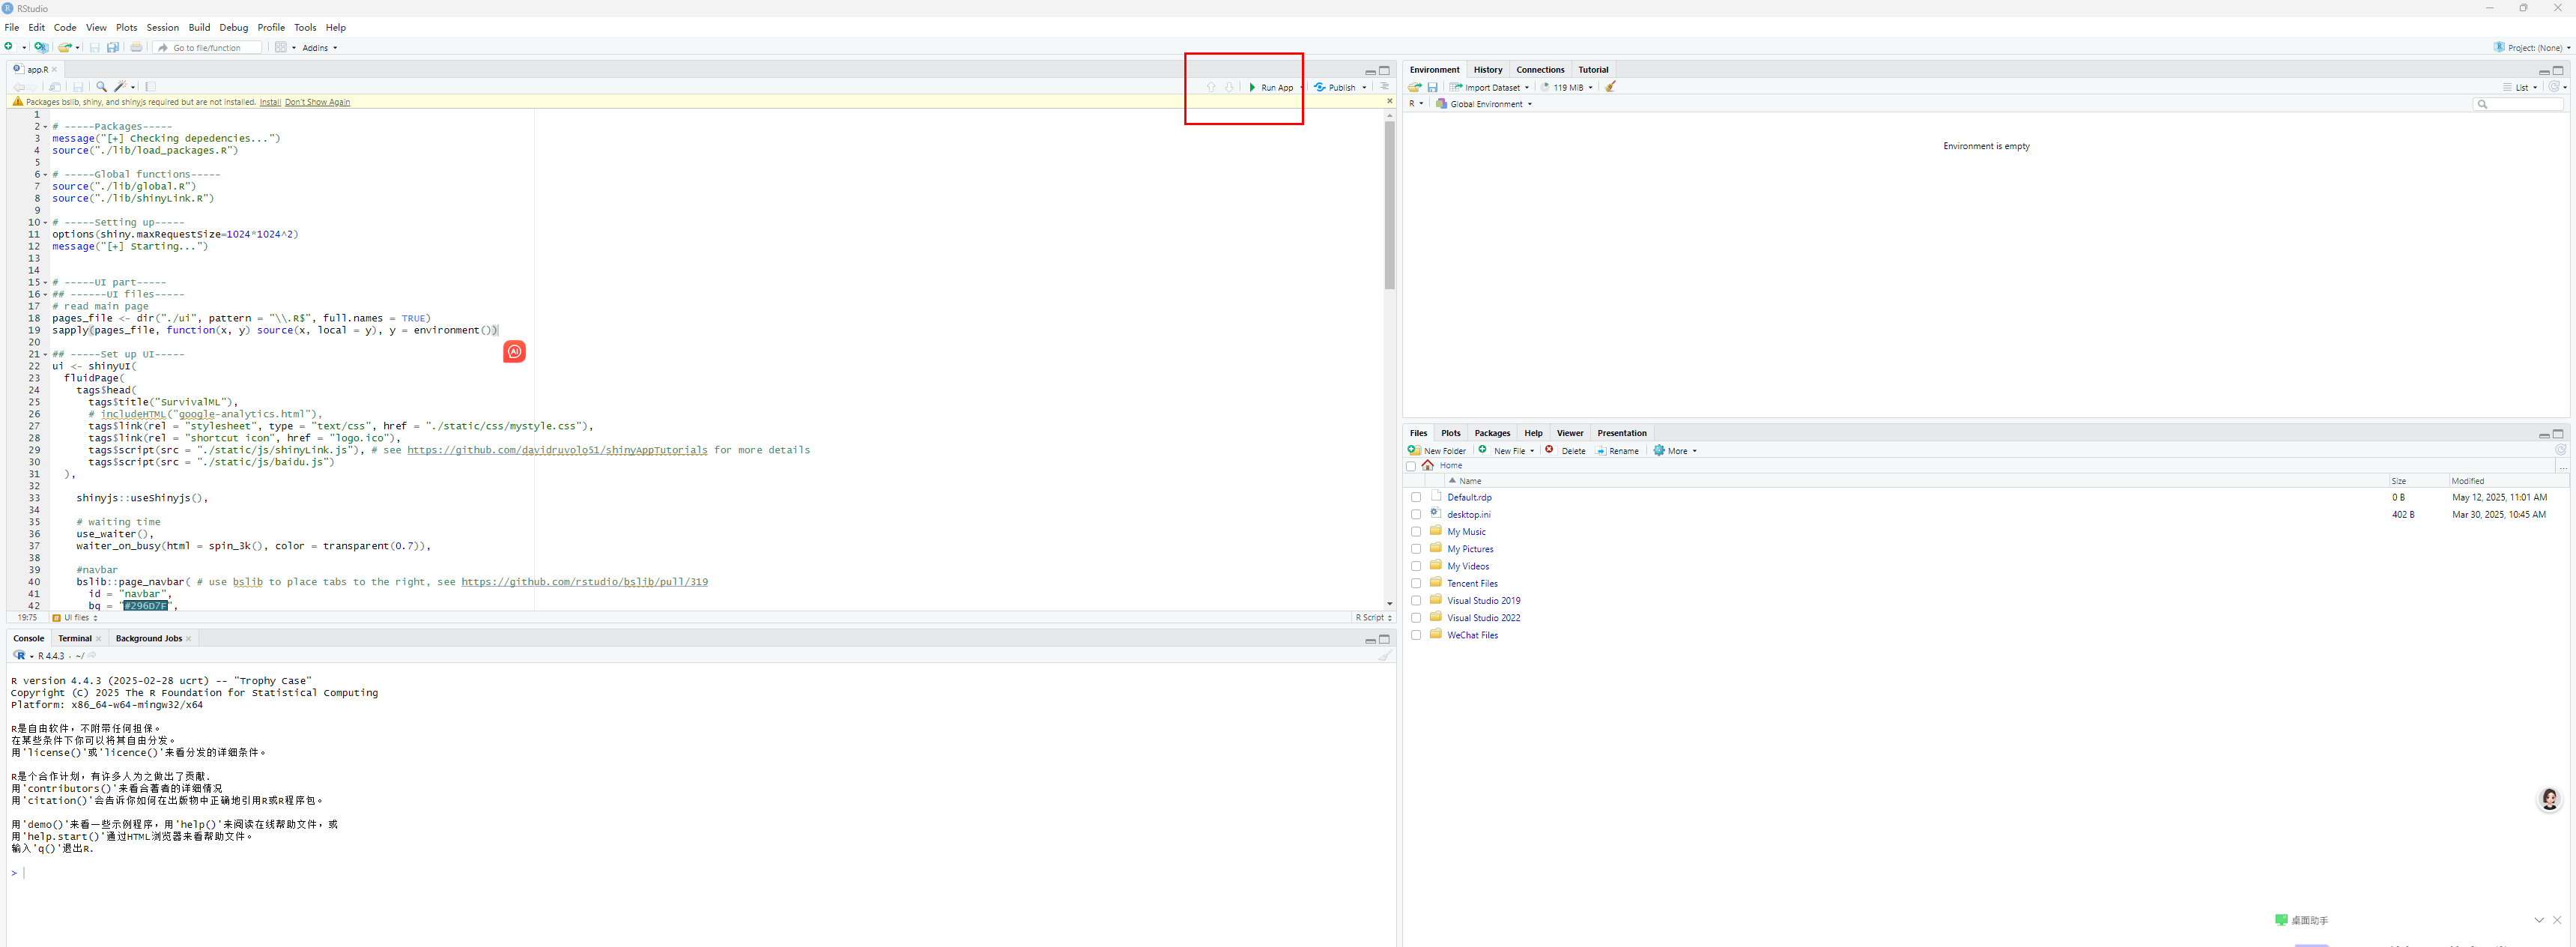 RStudio
File Edit Code View Plots Session Build Debug Profile Tools Help
Go to file/function Addins Project: (None)
app.R
Run App Publish
Packages bslib, shiny, and shinyjs required but are not installed. Install Don't Show Again
1
2 # -----Packages-----
3 message("[+] Checking depedencies...")
4 source("./lib/load_packages.R")
5
6 # -----Global functions-----
7 source("./lib/global.R")
8 source("./lib/shinyLink.R")
9
10 # -----Setting up-----
11 options(shiny.maxRequestSize=1024*1024^2)
12 message("[+] Starting...")
13
14
15 # -----UI part-----
16 ## ------UI files-----
17 # read main page
18 pages_file <- dir("./ui", pattern = "\\.R$", full.names = TRUE)
19 sapply(pages_file, function(x, y) source(x, local = y), y = environment())
20
21 ## -----Set up UI-----
22 ui <- shinyUI(
23 fluidPage(
24 tags$head(
25 tags$title("SurvivalML"),
26 # includeHTML("google-analytics.html"),
27 tags$link(rel = "stylesheet", type = "text/css", href = "./static/css/mystyle.css"),
28 tags$link(rel = "shortcut icon", href = "logo.ico"),
29 tags$script(src = "./static/js/shinyLink.js"), # see https://github.com/davidruvolo51/shinyAppTutorials for more details
30 tags$script(src = "./static/js/baidu.js")
31 ),
32
33 shinyjs::useShinyjs(),
34
35 # waiting time
36 use_waiter(),
37 waiter_on_busy(html = spin_3k(), color = transparent(0.7)),
38
39 #navbar
40 bslib::page_navbar( # use bslib to place tabs to the right, see https://github.com/rstudio/bslib/pull/319
41 id = "navbar",
42 bg = "#296D7F",
AI
19:75 UI files R Script
Console Terminal Background Jobs
R 4.4.3 · ~/
R version 4.4.3 (2025-02-28 ucrt) -- "Trophy Case"
Copyright (C) 2025 The R Foundation for Statistical Computing
Platform: x86_64-w64-mingw32/x64
R是自由软件，不附带任何担保。
在某些条件下你可以将其自由分发。
用'license()'或'licence()'来看分发的详细条件。
R是个合作计划，有许多人为之做出了贡献.
用'contributors()'来看合著者的详细情况
用'citation()'会告诉你如何在出版物中正确地引用R或R程序包。
用'demo()'来看一些示例程序，用'help()'来阅读在线帮助文件，或
用'help.start()'通过HTML浏览器来看帮助文件。
输入'q()'退出R.
>
Environment History Connections Tutorial
Import Dataset 119 MiB List
R Global Environment
Environment is empty
Files Plots Packages Help Viewer Presentation
New Folder New File Delete Rename More
Home ...
Name Size Modified
Default.rdp 0 B May 12, 2025, 11:01 AM
desktop.ini 402 B Mar 30, 2025, 10:45 AM
My Music
My Pictures
My Videos
Tencent Files
Visual Studio 2019
Visual Studio 2022
WeChat Files
桌面助手